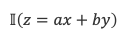 𝕀(𝑧 = 𝑎𝑥 + 𝑏𝑦)